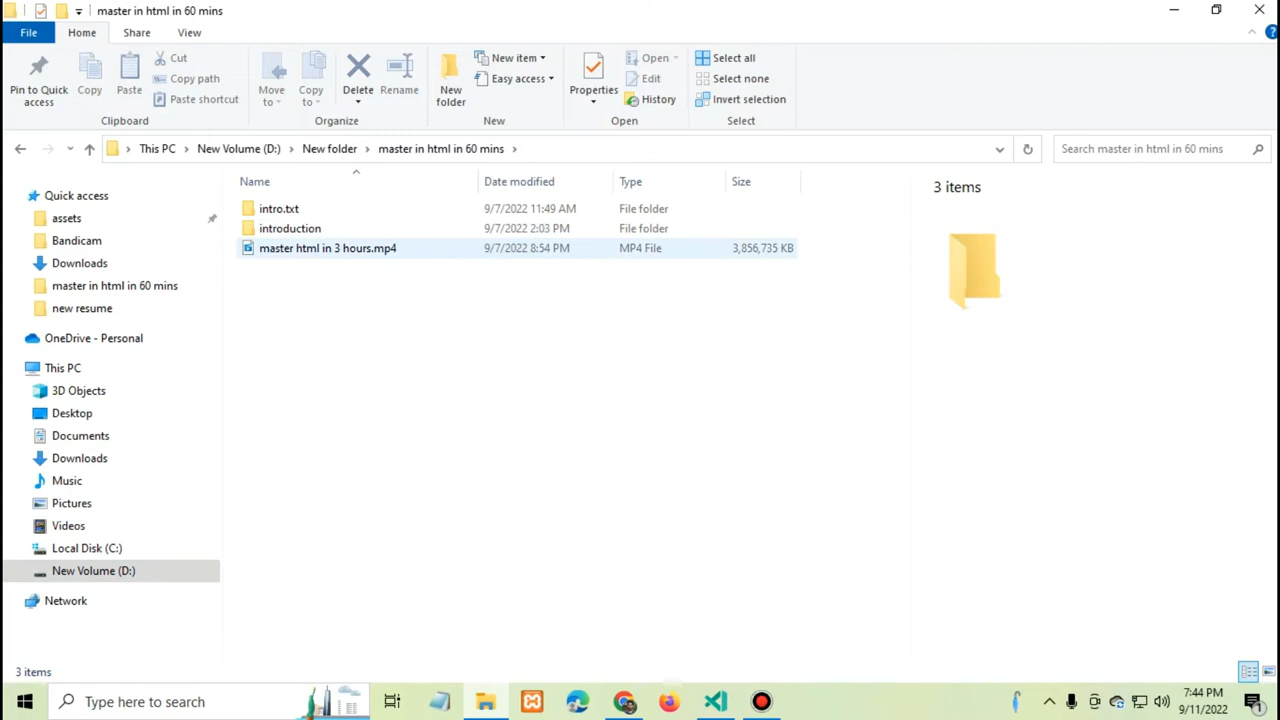 master in html in 60 mins
File Home Share View
Pin to Quick access
Copy
Paste
Cut
Copy path
Paste shortcut
Clipboard
Move to
Copy to
Delete
Rename
Organize
New folder
New item
Easy access
New
Properties
Open
Edit
History
Open
Select all
Select none
Invert selection
Select
This PC New Volume (D:) New folder master in html in 60 mins
Search master in html in 60 mins
Name Date modified Type Size
intro.txt 9/7/2022 11:49 AM File folder
introduction 9/7/2022 2:03 PM File folder
master html in 3 hours.mp4 9/7/2022 8:54 PM MP4 File 3,856,735 KB
3 items
Quick access
assets
Bandicam
Downloads
master in html in 60 mins
new resume
OneDrive - Personal
This PC
3D Objects
Desktop
Documents
Downloads
Music
Pictures
Videos
Local Disk (C:)
New Volume (D:)
Network
3 items
Type here to search
7:44 PM
9/11/2022
1